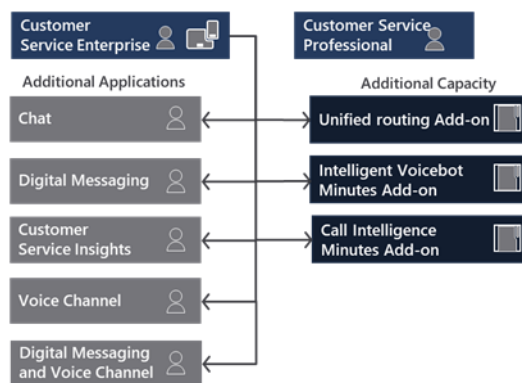 Customer
Service Enterprise
Customer Service
Professional
Additional Applications
Additional Capacity
Chat
Unified routing Add-on
Digital Messaging
Intelligent Voicebot
Minutes Add-on
Customer
Service Insights
Call Intelligence
Minutes Add-on
Voice Channel
Digital Messaging
and Voice Channel